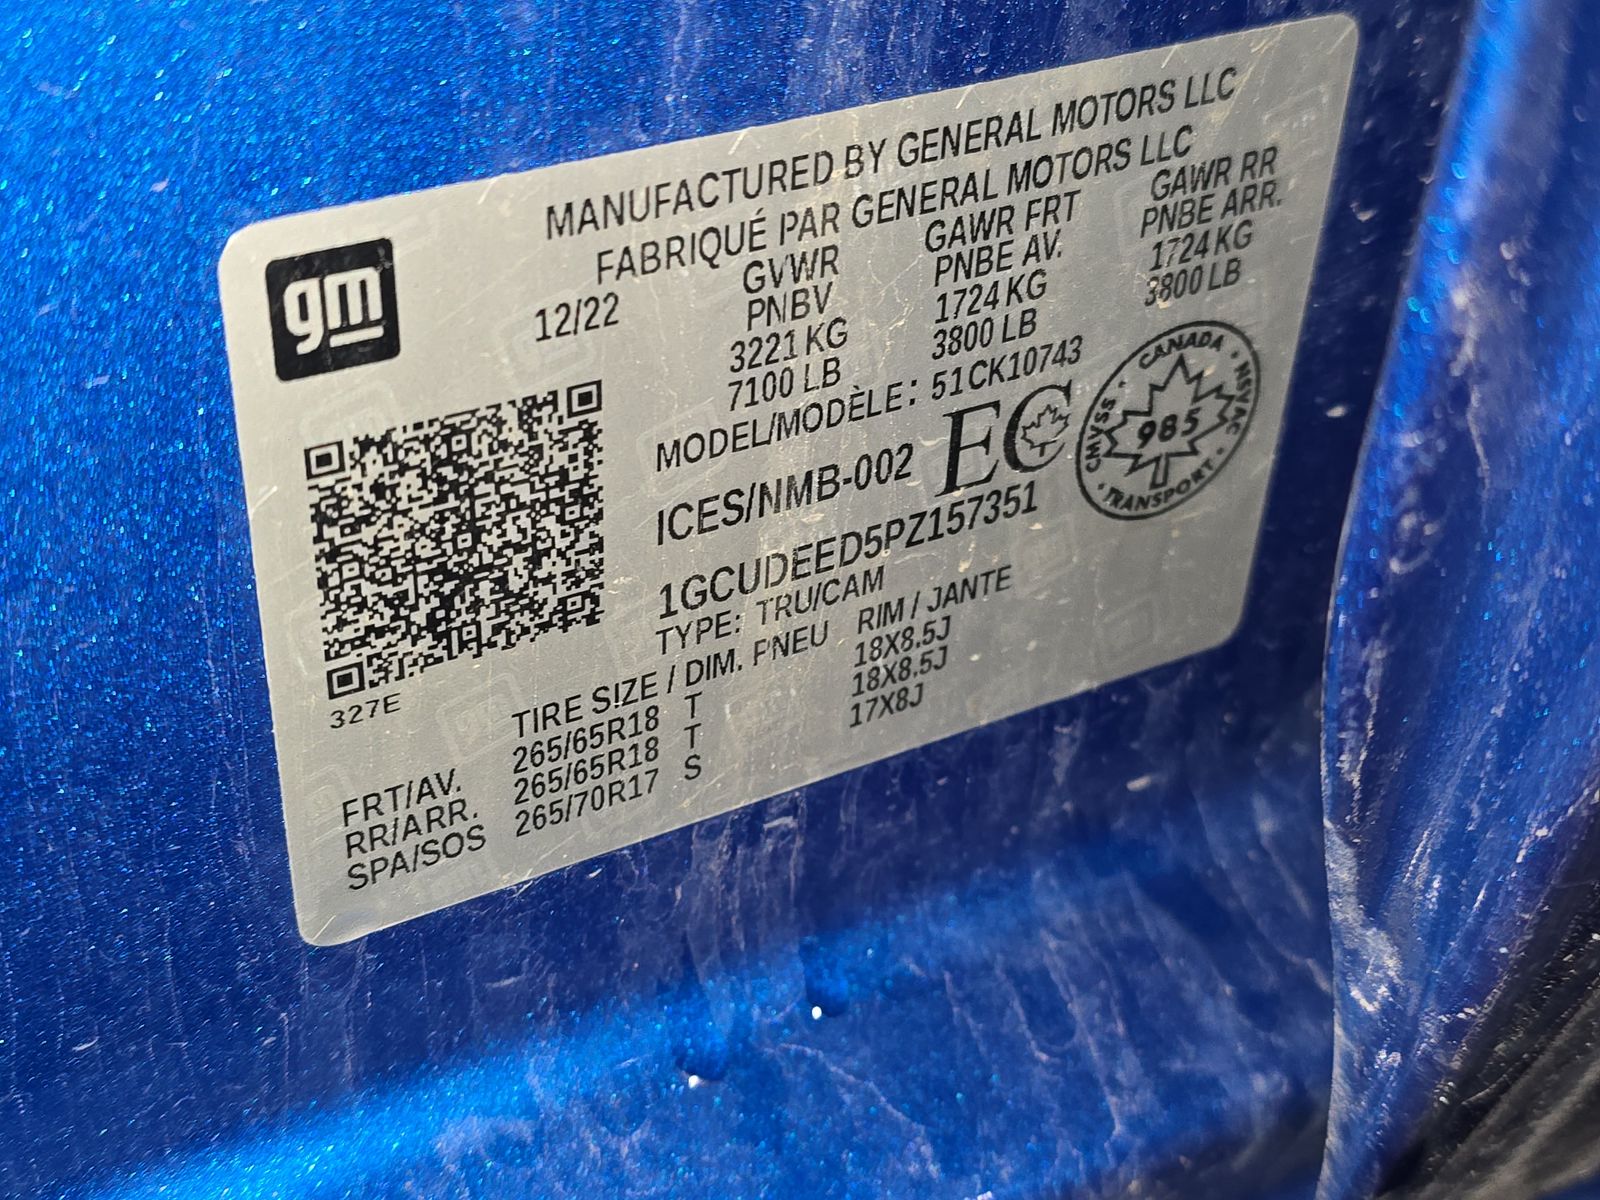 MANUFACTURED BY GENERAL MOTORS LLC
FABRIQUÉ PAR GENERAL MOTORS LLC
gm
12/22
GVWR GAWR FRT GAWR RR
PNBV PNBE AV. PNBE ARR.
3221 KG 1724 KG 1724 KG
7100 LB 3800 LB 3800 LB
MODEL/MODÈLE: 51CK10743
ICES/NMB-002 EC
CANADA · NSVAC · TRANSPORT · CMVSS ·
985
1GCUDEED5PZ157351
TYPE: TRU/CAM
327E
TIRE SIZE / DIM. PNEU RIM / JANTE
FRT/AV. 265/65R18 T 18X8.5J
RR/ARR. 265/65R18 T 18X8.5J
SPA/SOS 265/70R17 S 17X8J